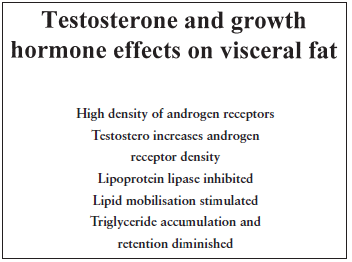 Testosterone and growth
hormone effects on visceral fat
High density of androgen receptors
Testostero increases androgen
receptor density
Lipoprotein lipase inhibited
Lipid mobilisation stimulated
Triglyceride accumulation and
retention diminished